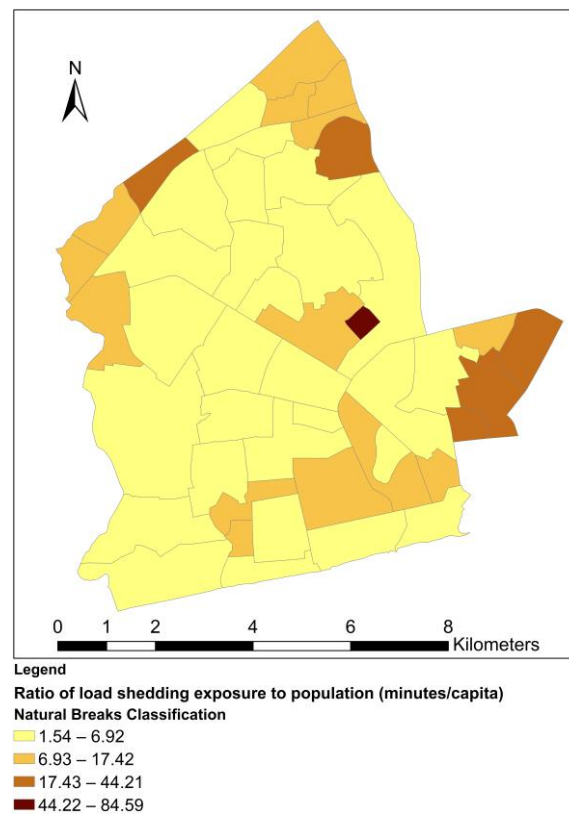 N
0 1 2 4 6 8
Kilometers
Legend
Ratio of load shedding exposure to population (minutes/capita)
Natural Breaks Classification
1.54 – 6.92
6.93 – 17.42
17.43 – 44.21
44.22 – 84.59